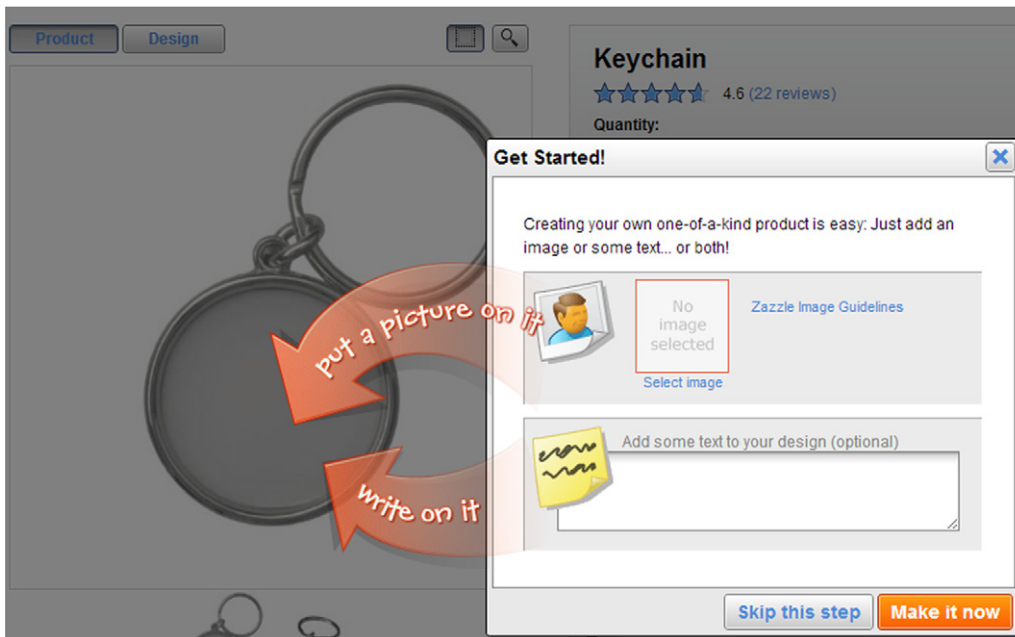 Product
Design
Keychain
4.6 (22 reviews)
Quantity:
Get Started!
Creating your own one-of-a-kind product is easy: Just add an
image or some text... or both!
put a picture on it
No
image
selected
Zazzle Image Guidelines
Select image
Add some text to your design (optional)
write on it
Skip this step
Make it now